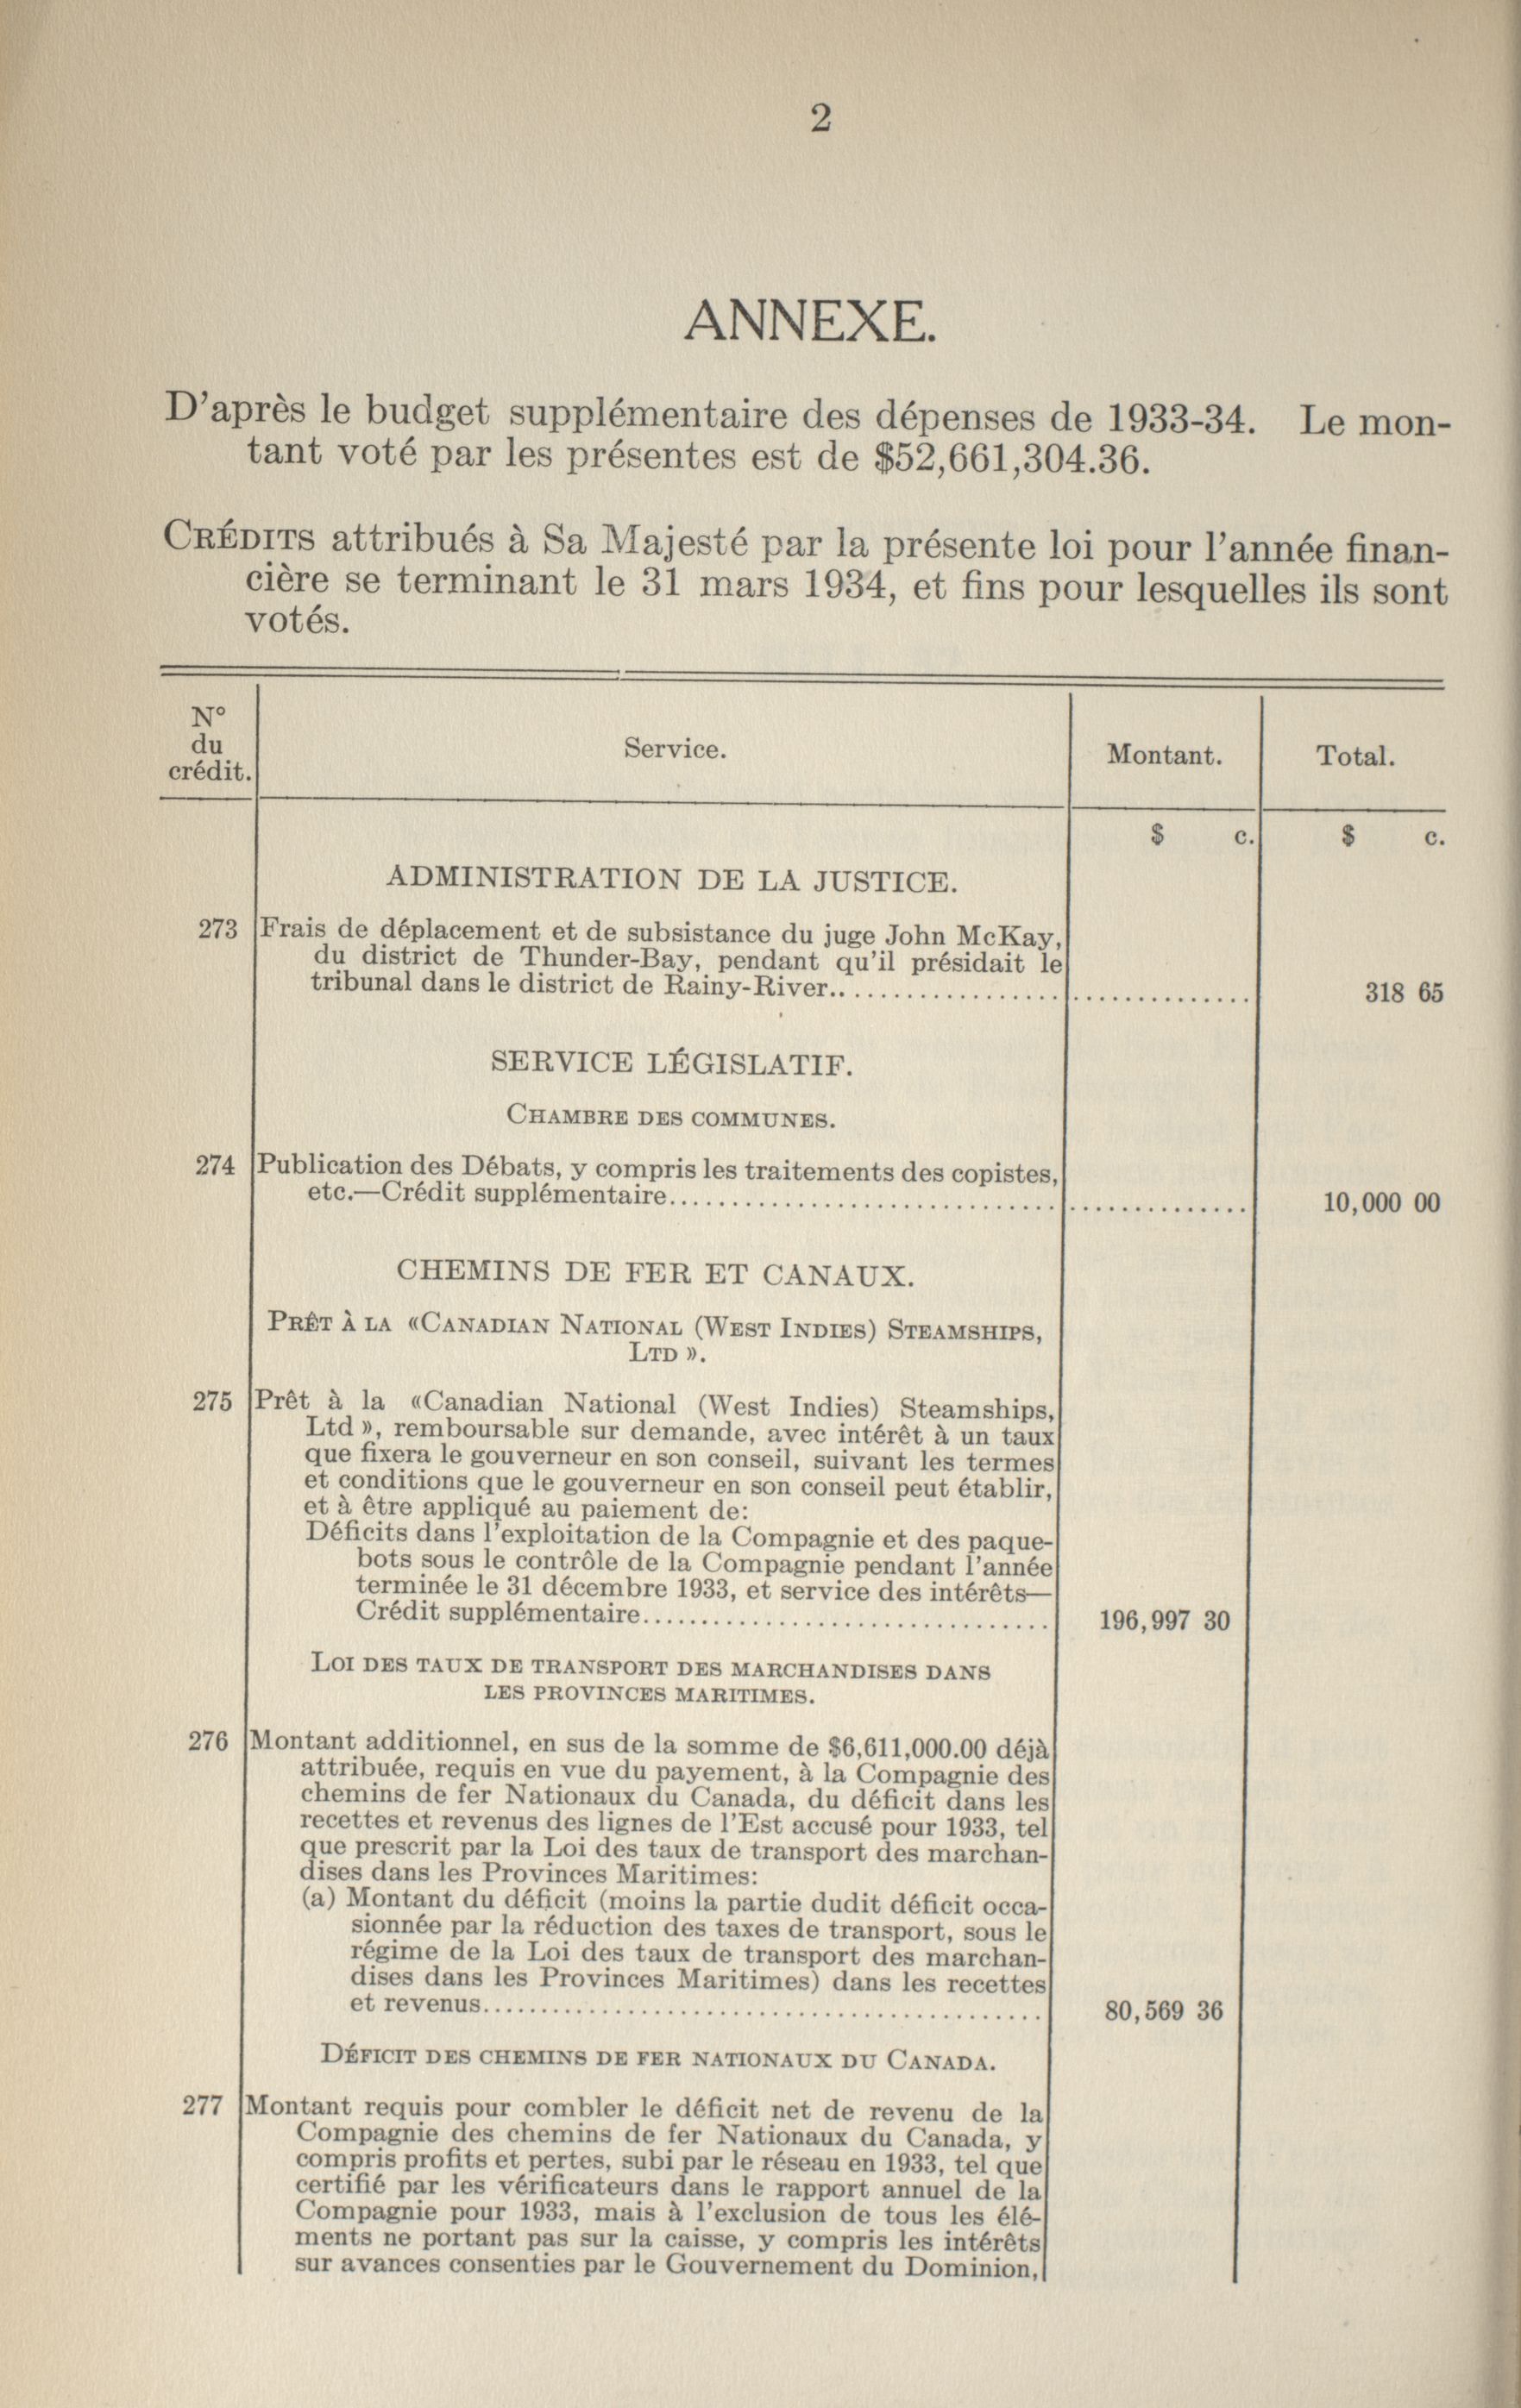 2
ANNEXE.
D'après le budget supplémentaire des dépenses de 1933-34. Le mon-
tant voté par les présentes est de $52,661,304.36.
CRÉDITS attribués à Sa Majesté par la présente loi pour l'année finan-
cière se terminant le 31 mars 1934, et fins pour lesquelles ils sont
votés.
N°
du
crédit.
Service.
Montant.
Total.
$ c. $ c.
ADMINISTRATION DE LA JUSTICE.
273 Frais de déplacement et de subsistance du juge John McKay,
du district de Thunder-Bay, pendant qu'il présidait le
tribunal dans le district de Rainy-River.. 318 65
SERVICE LÉGISLATIF.
CHAMBRE DES COMMUNES.
274 Publication des Débats, y compris les traitements des copistes,
etc.—Crédit supplémentaire. 10,000 00
CHEMINS DE FER ET CANAUX.
PRÊT À LA «CANADIAN NATIONAL (WEST INDIES) STEAMSHIPS,
LTD ».
275 Prêt à la «Canadian National (West Indies) Steamships,
Ltd », remboursable sur demande, avec intérêt à un taux
que fixera le gouverneur en son conseil, suivant les termes
et conditions que le gouverneur en son conseil peut établir,
et à être appliqué au paiement de:
Déficits dans l'exploitation de la Compagnie et des paque-
bots sous le contrôle de la Compagnie pendant l'année
terminée le 31 décembre 1933, et service des intérêts—
Crédit supplémentaire. 196,997 30
LOI DES TAUX DE TRANSPORT DES MARCHANDISES DANS
LES PROVINCES MARITIMES.
276 Montant additionnel, en sus de la somme de $6,611,000.00 déjà
attribuée, requis en vue du payement, à la Compagnie des
chemins de fer Nationaux du Canada, du déficit dans les
recettes et revenus des lignes de l'Est accusé pour 1933, tel
que prescrit par la Loi des taux de transport des marchan-
dises dans les Provinces Maritimes:
(a) Montant du déficit (moins la partie dudit déficit occa-
sionnée par la réduction des taxes de transport, sous le
régime de la Loi des taux de transport des marchan-
dises dans les Provinces Maritimes) dans les recettes
et revenus. 80,569 36
DÉFICIT DES CHEMINS DE FER NATIONAUX DU CANADA.
277 Montant requis pour combler le déficit net de revenu de la
Compagnie des chemins de fer Nationaux du Canada, y
compris profits et pertes, subi par le réseau en 1933, tel que
certifié par les vérificateurs dans le rapport annuel de la
Compagnie pour 1933, mais à l'exclusion de tous les élé-
ments ne portant pas sur la caisse, y compris les intérêts
sur avances consenties par le Gouvernement du Dominion,